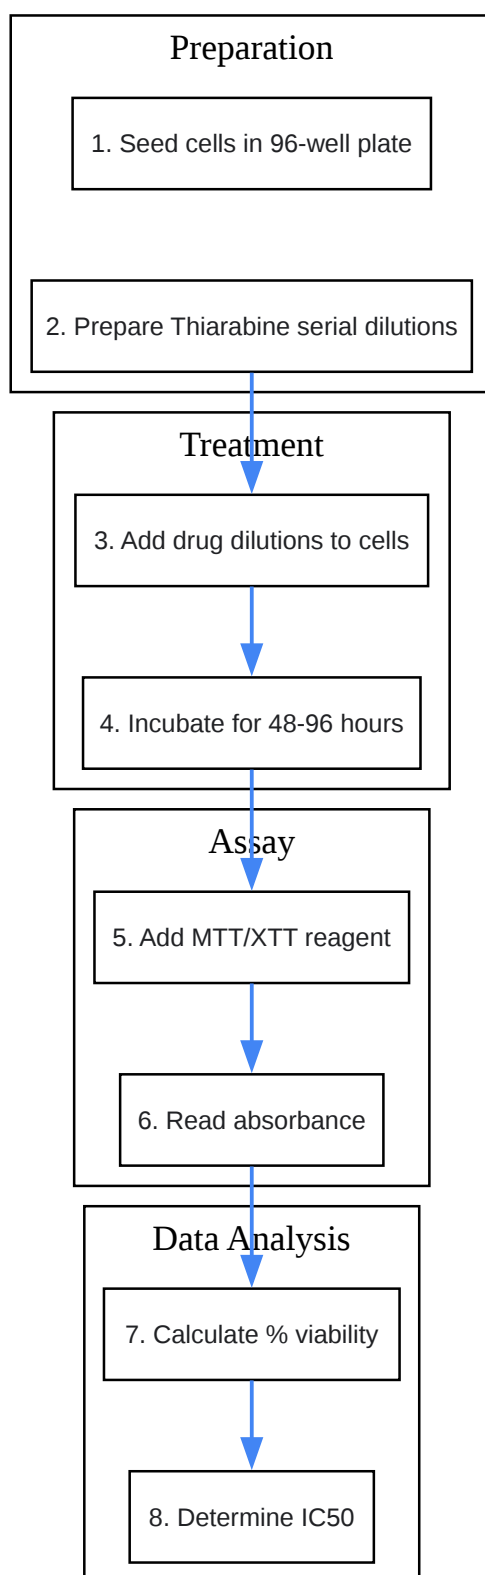 Preparation
1. Seed cells in 96-well plate
2. Prepare Thiarabine serial dilutions
Treatment
3. Add drug dilutions to cells
4. Incubate for 48-96 hours
Assay
5. Add MTT/XTT reagent
6. Read absorbance
Data Analysis
7. Calculate % viability
8. Determine IC50